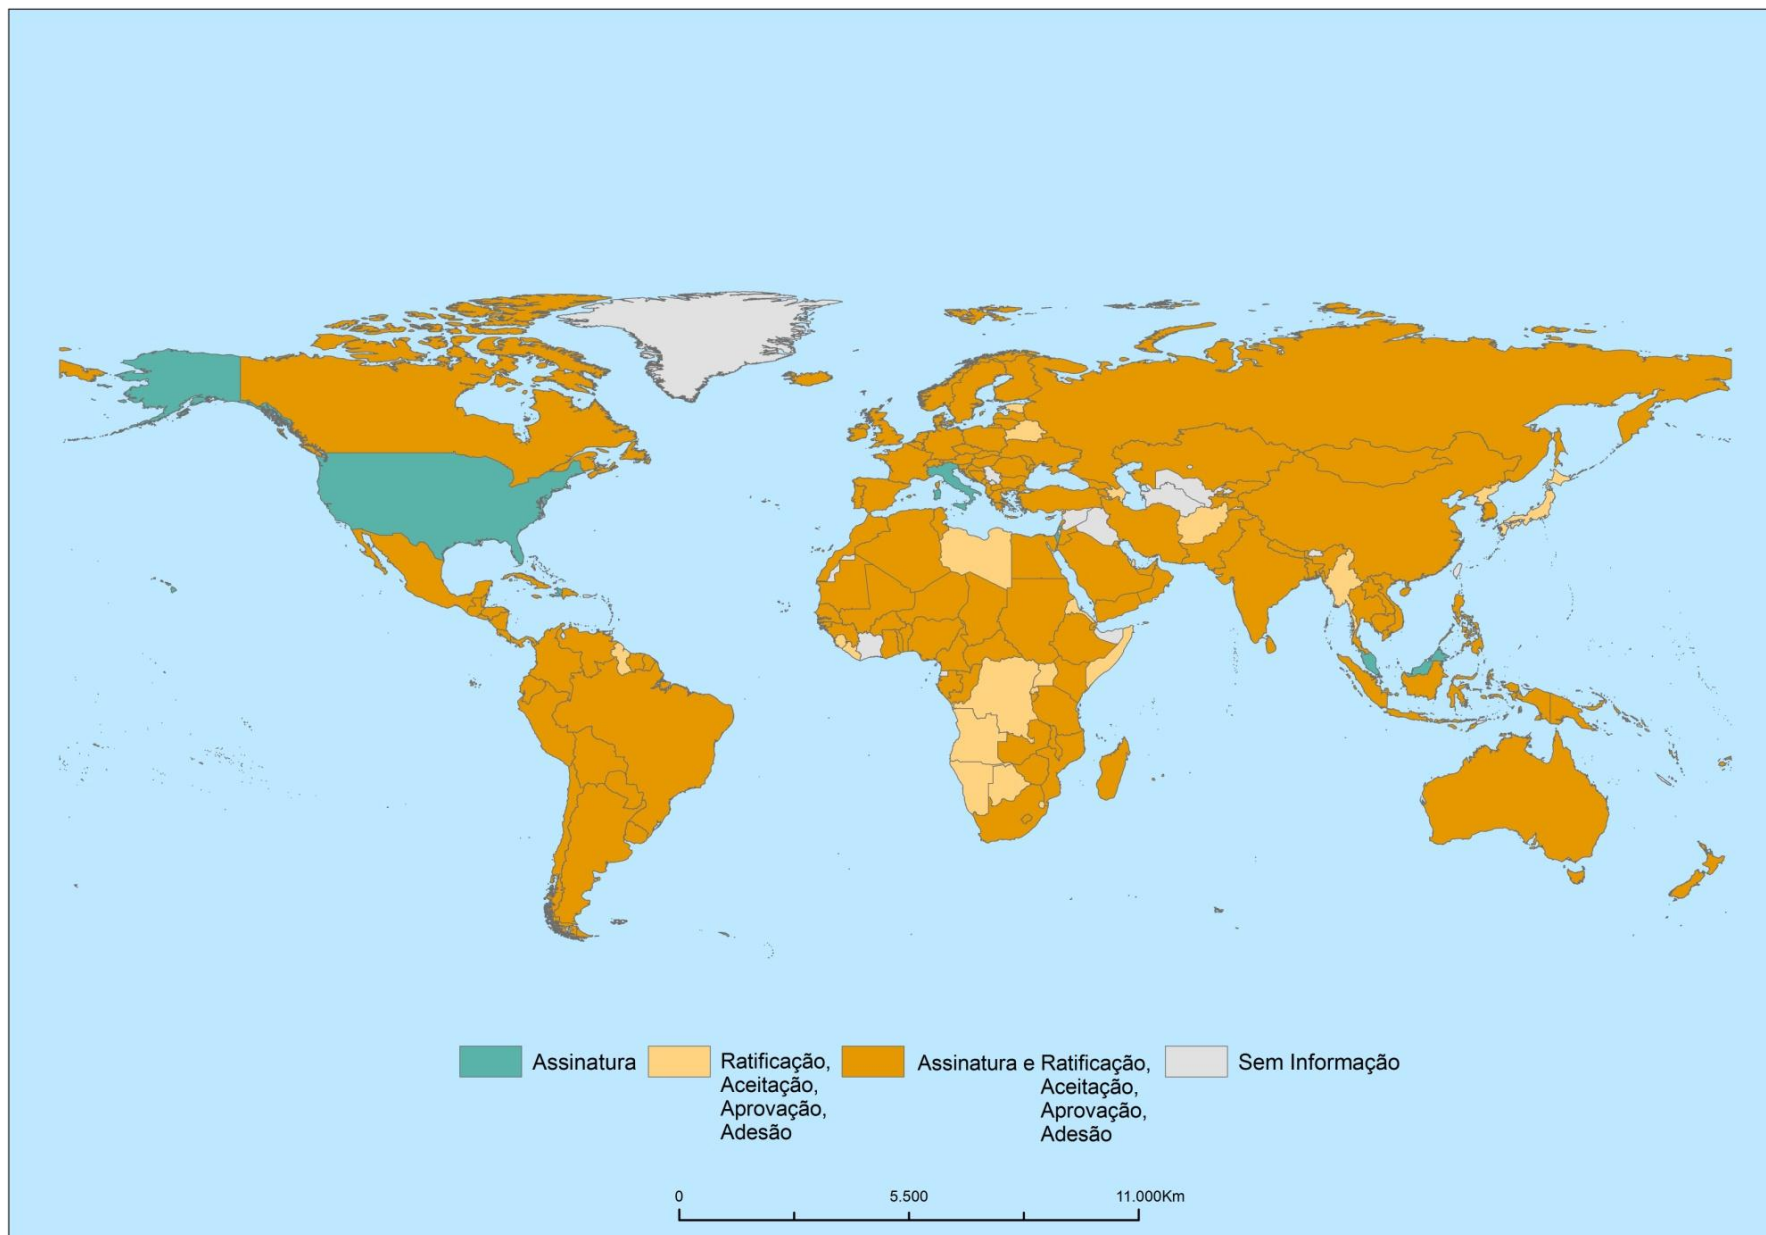 Assinatura
Ratificação,
Aceitação,
Aprovação,
Adesão
Assinatura e Ratificação,
Aceitação,
Aprovação,
Adesão
Sem Informação
0
5.500
11.000Km